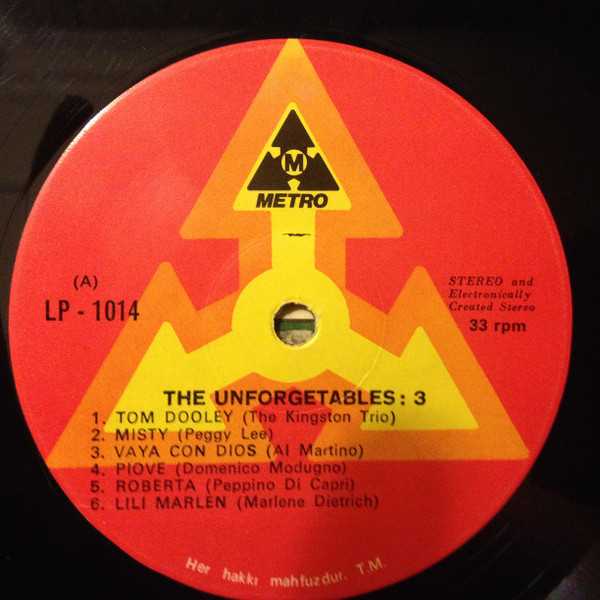 M
METRO
(A)
LP - 1014
STEREO and
Electronically
Created Stereo
33 rpm
THE UNFORGETABLES : 3
1. TOM DOOLEY (The Kingston Trio)
2. MISTY (Peggy Lee)
3. VAYA CON DIOS (Al Martino)
4. PIOVE (Domenico Modugno)
5. ROBERTA (Peppino Di Capri)
6. LILI MARLEN (Marlene Dietrich)
Her hakkı mahfuzdur. T.M.